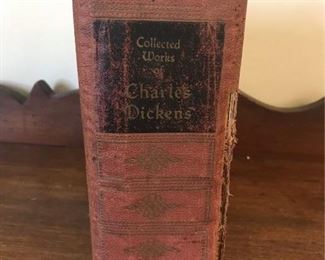 Collected
Works
of
Charles
Dickens